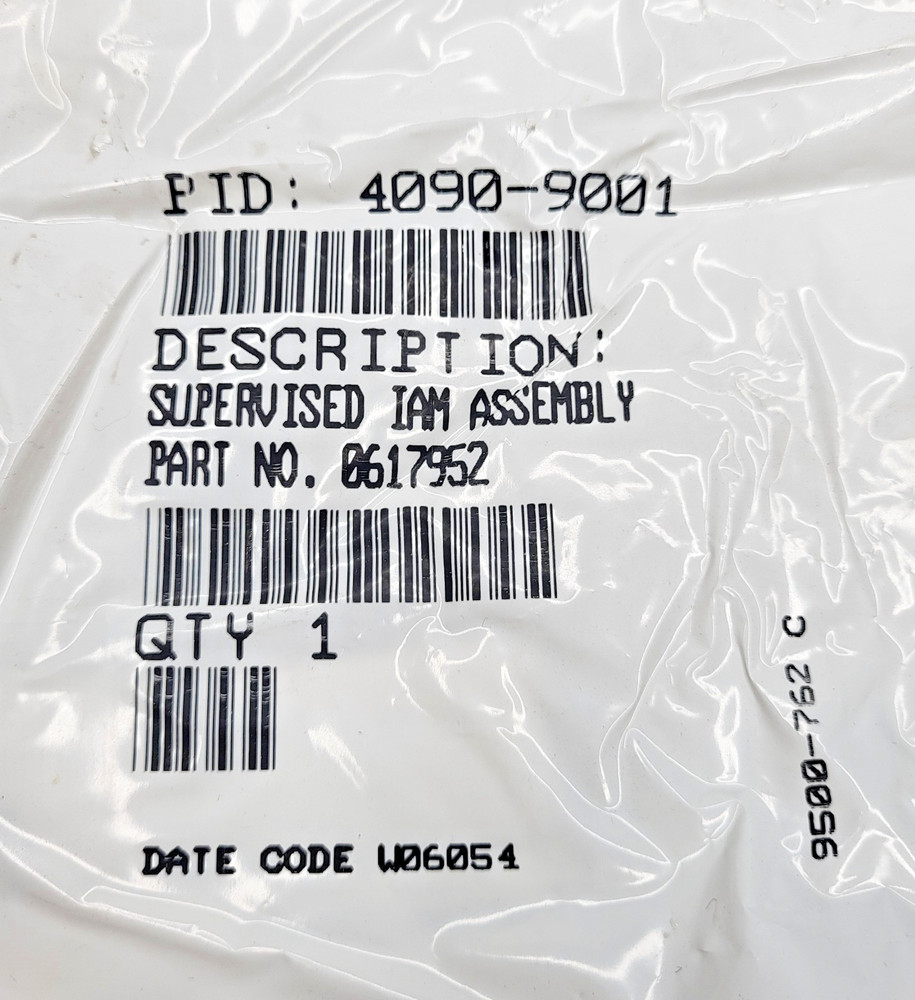 PID: 4090-9001
DESCRIPTION:
SUPERVISED IAM ASSEMBLY
PART NO. 0617952
QTY 1
DATE CODE W06054
9500-762 C